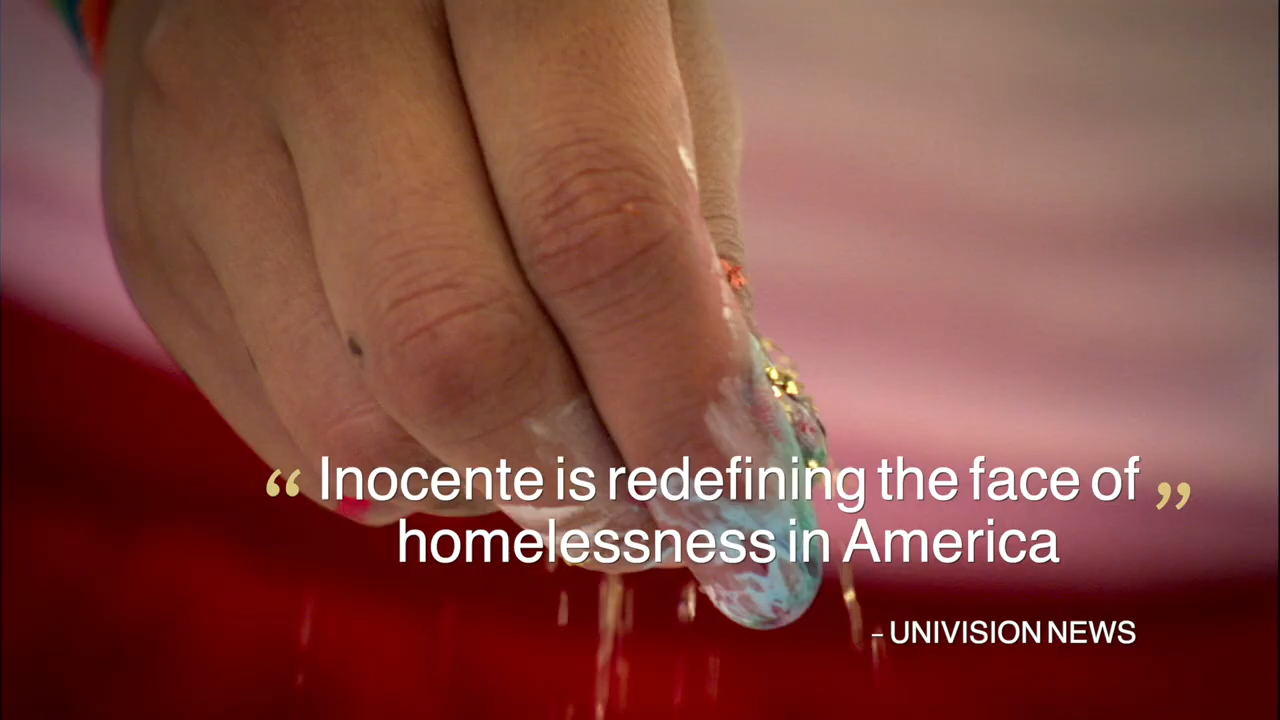 “ Inocente is redefining the face of ”
homelessness in America
– UNIVISION NEWS